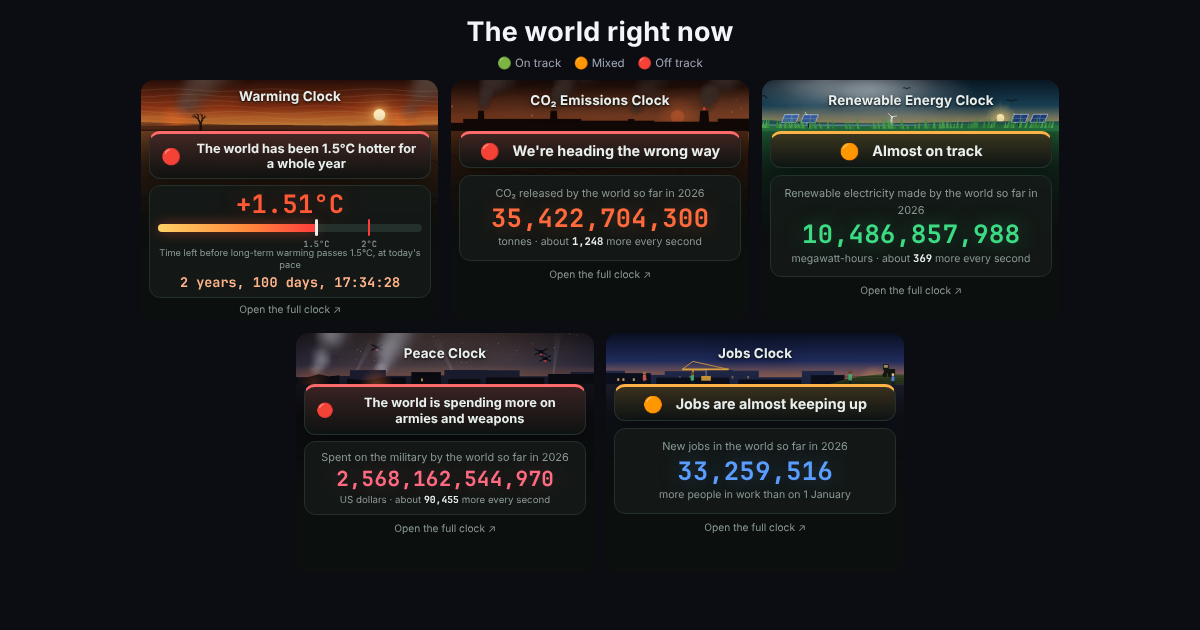 The world right now
On track Mixed Off track
Warming Clock
The world has been 1.5°C hotter for
a whole year
+1.51°C
1.5°C 2°C
Time left before long-term warming passes 1.5°C, at today's
pace
2 years, 100 days, 17:34:28
Open the full clock ↗
CO₂ Emissions Clock
We're heading the wrong way
CO₂ released by the world so far in 2026
35,422,704,300
tonnes · about 1,248 more every second
Open the full clock ↗
Renewable Energy Clock
Almost on track
Renewable electricity made by the world so far in
2026
10,486,857,988
megawatt-hours · about 369 more every second
Open the full clock ↗
Peace Clock
The world is spending more on
armies and weapons
Spent on the military by the world so far in 2026
2,568,162,544,970
US dollars · about 90,455 more every second
Open the full clock ↗
Jobs Clock
Jobs are almost keeping up
New jobs in the world so far in 2026
33,259,516
more people in work than on 1 January
Open the full clock ↗